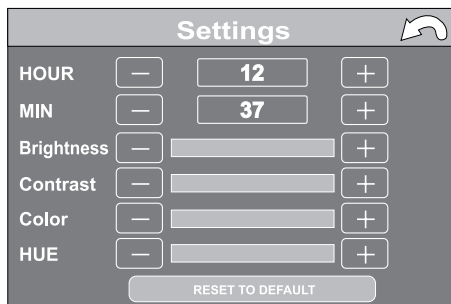 Settings
HOUR — 12 +
MIN — 37 +
Brightness — +
Contrast — +
Color — +
HUE — +
RESET TO DEFAULT